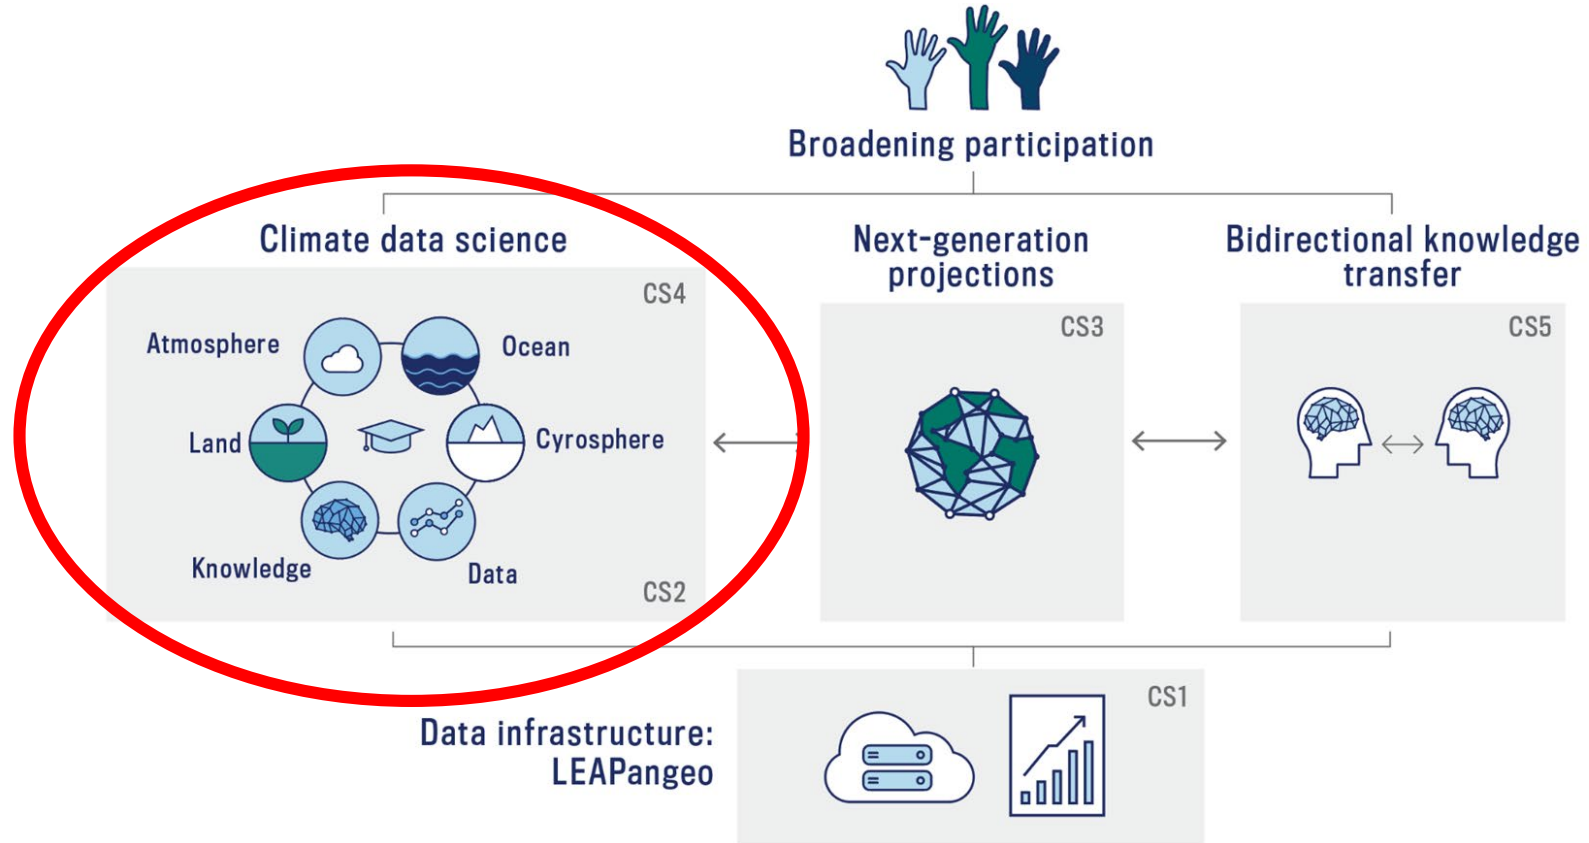 Broadening participation
Climate data science
Next-generation
projections
Bidirectional knowledge
transfer
CS4
CS3
CS5
Atmosphere
Ocean
Land
Cyrosphere
Knowledge
Data
CS2
Data infrastructure:
LEAPangeo
CS1